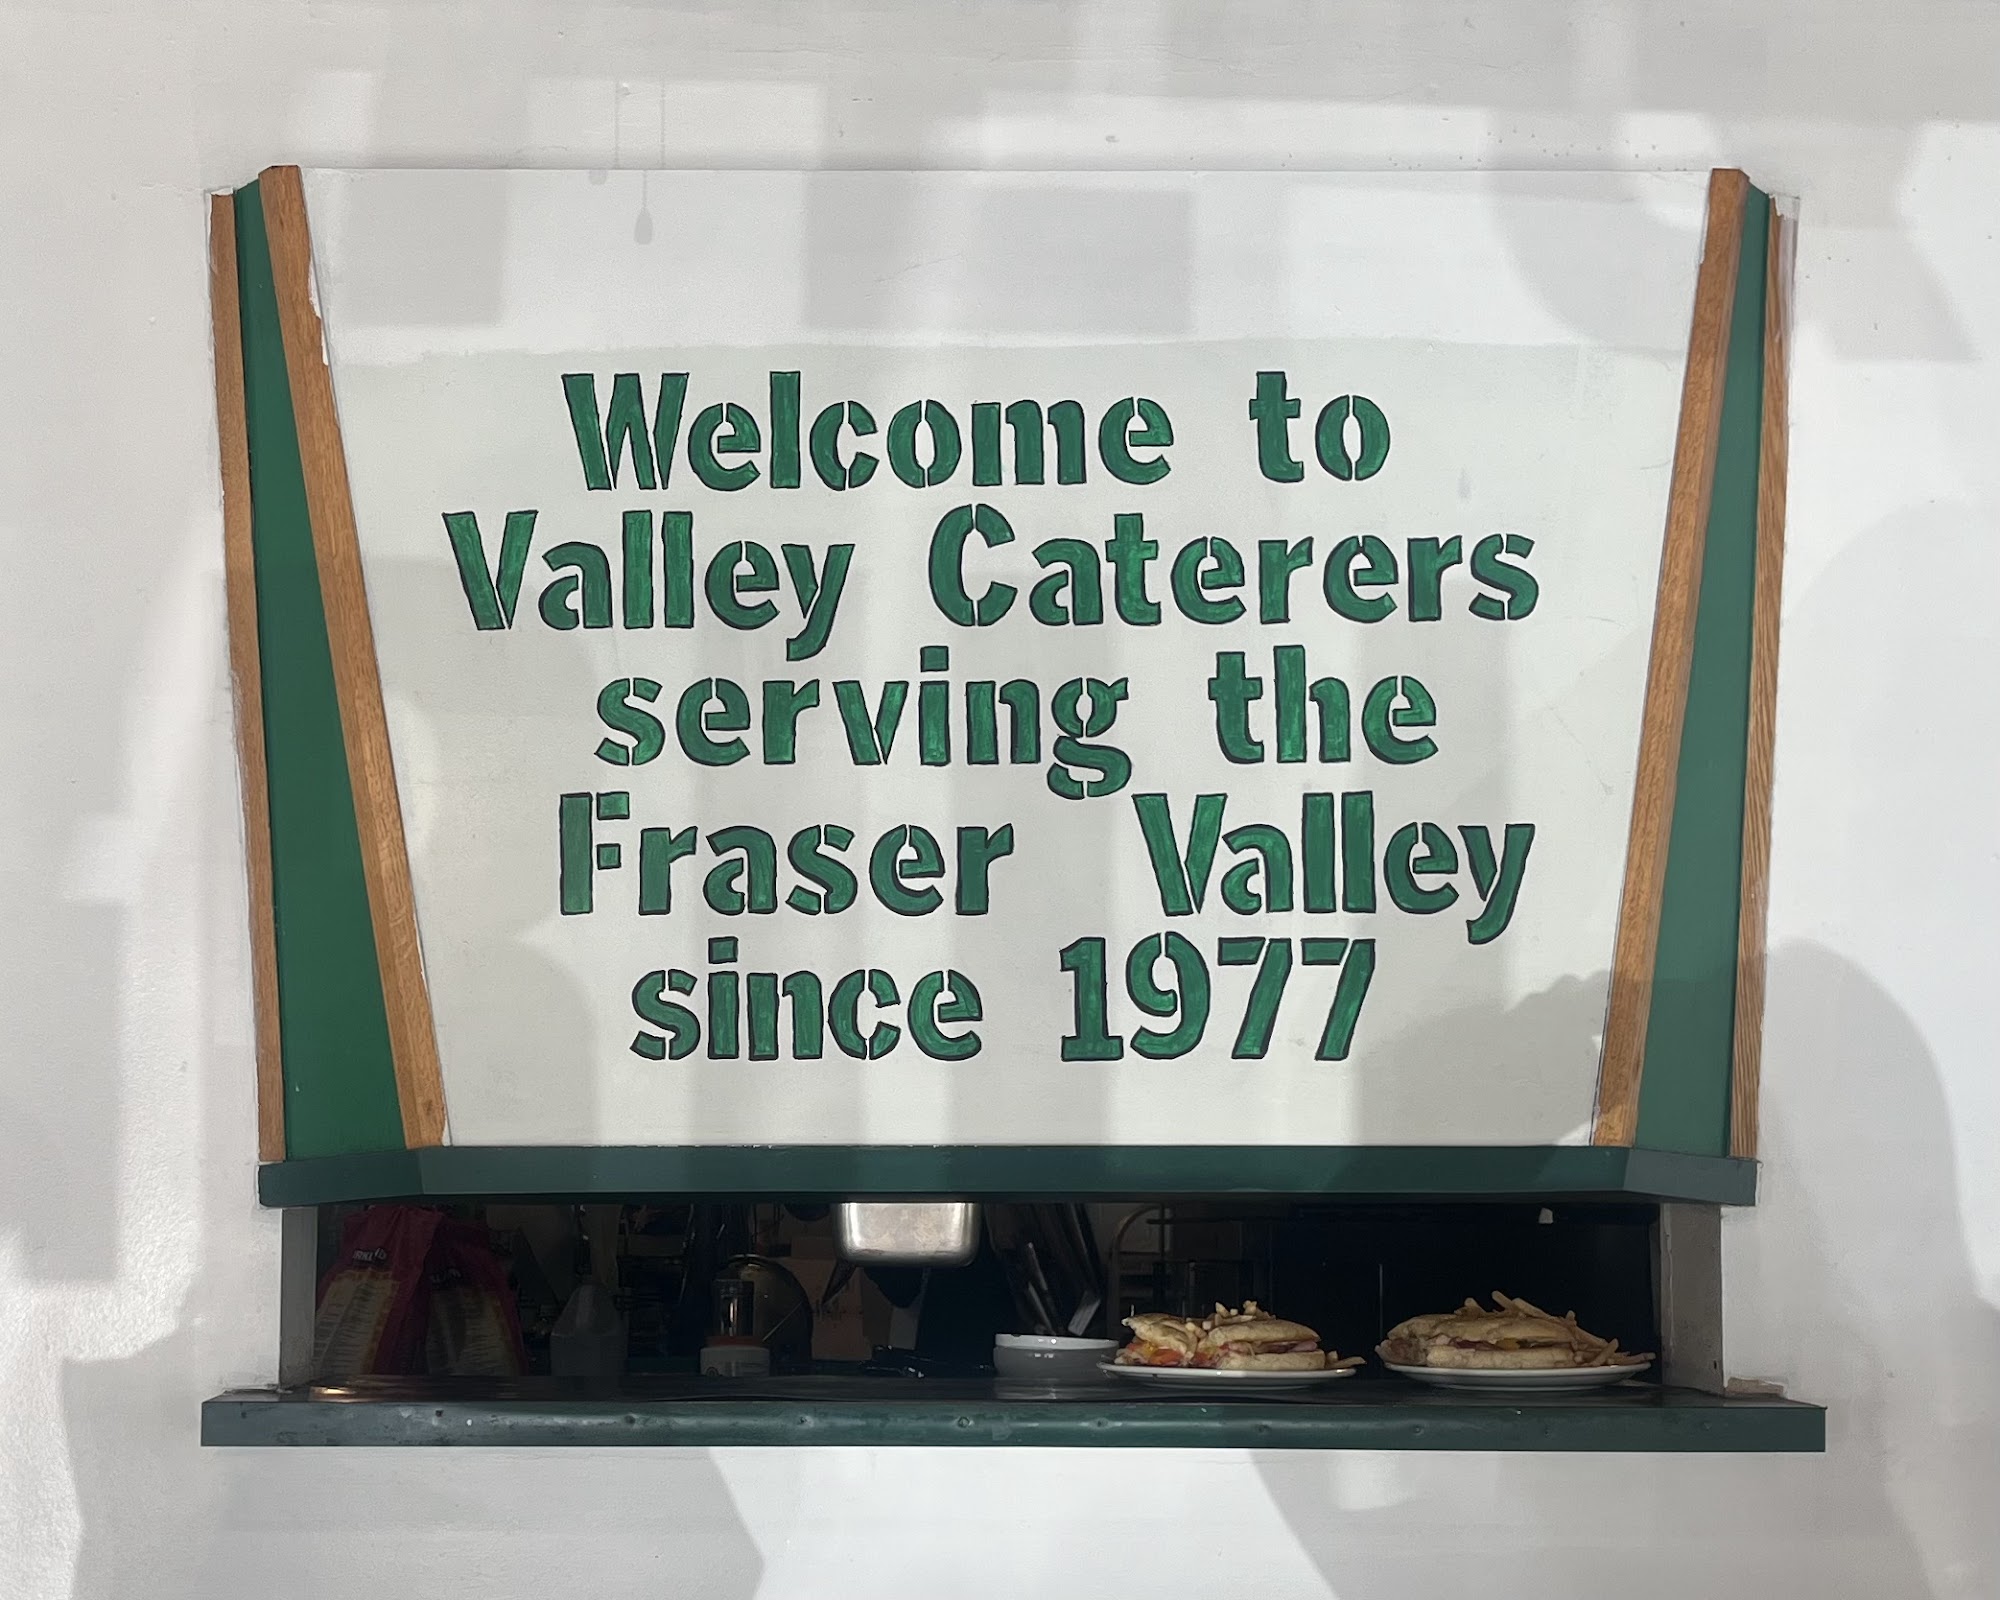 Welcome to
Valley Caterers
serving the
Fraser Valley
since 1977